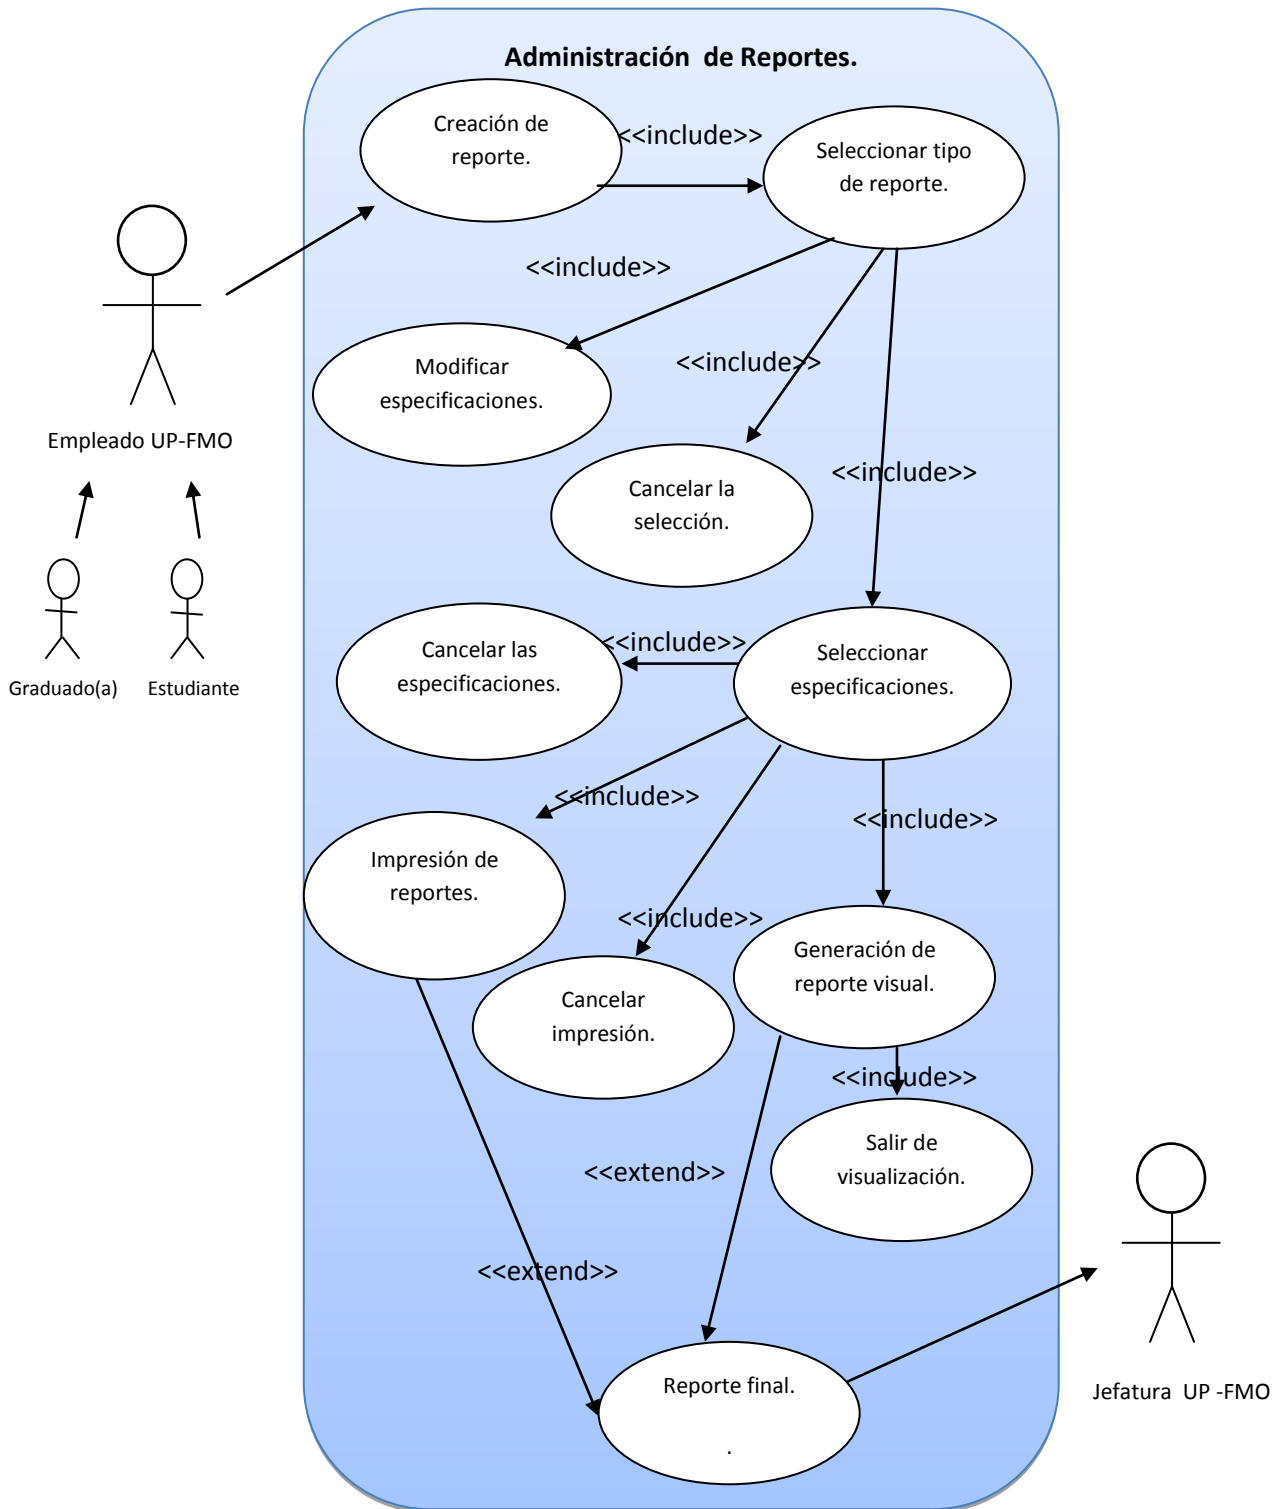 Administración  de Reportes.
Creación de
reporte.
<<include>>
Seleccionar tipo
de reporte.
<<include>>
Modificar
especificaciones.
<<include>>
Empleado UP-FMO
Cancelar la
selección.
<<include>>
Graduado(a)
Estudiante
Cancelar las
especificaciones.
<<include>>
Seleccionar
especificaciones.
<<include>>
<<include>>
Impresión de
reportes.
<<include>>
Generación de
reporte visual.
Cancelar
impresión.
<<include>>
Salir de
visualización.
<<extend>>
<<extend>>
Reporte final.
.
Jefatura  UP -FMO